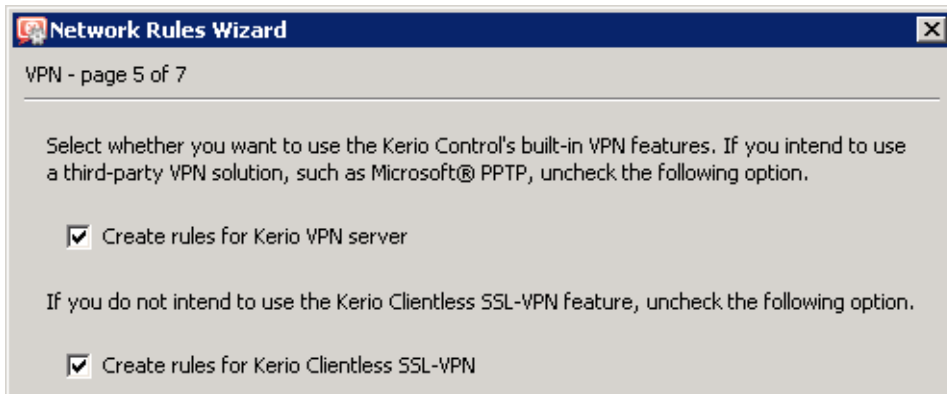 Network Rules Wizard
VPN - page 5 of 7
Select whether you want to use the Kerio Control's built-in VPN features. If you intend to use
a third-party VPN solution, such as Microsoft® PPTP, uncheck the following option.
Create rules for Kerio VPN server
If you do not intend to use the Kerio Clientless SSL-VPN feature, uncheck the following option.
Create rules for Kerio Clientless SSL-VPN